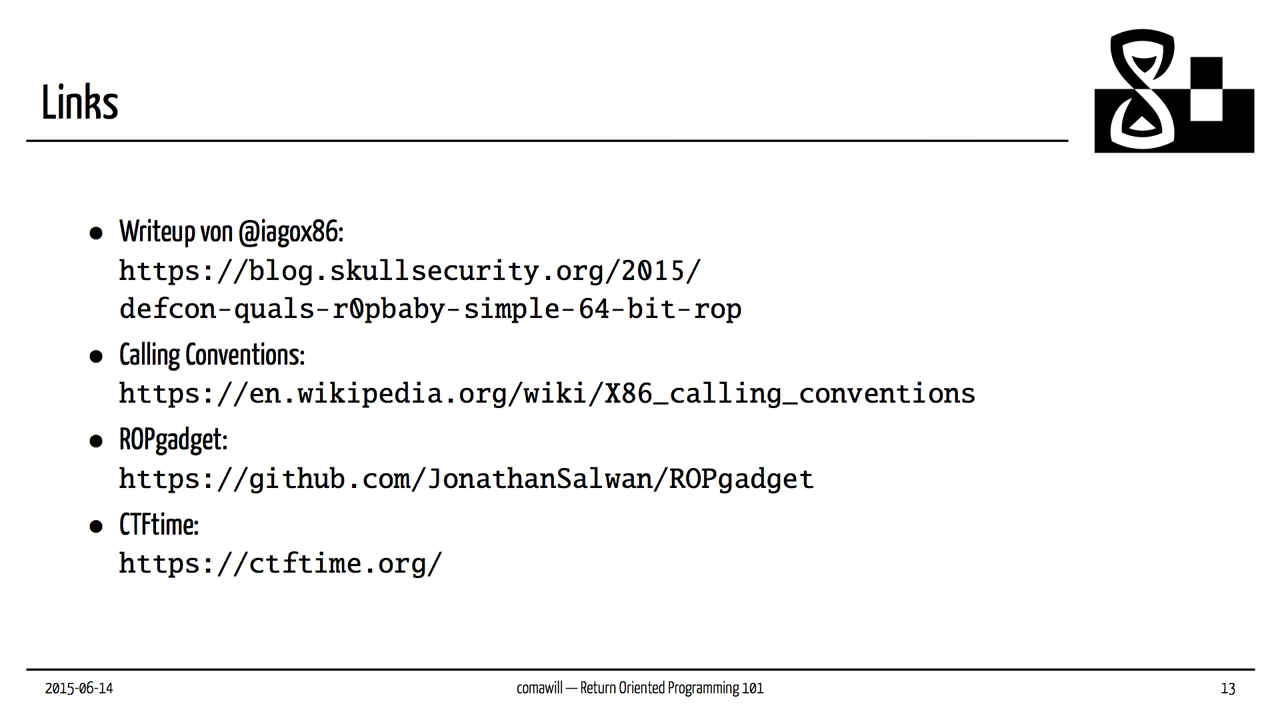 Links
● Writeup von @iagox86:
https://blog.skullsecurity.org/2015/
defcon-quals-r0pbaby-simple-64-bit-rop
● Calling Conventions:
https://en.wikipedia.org/wiki/X86_calling_conventions
● ROPgadget:
https://github.com/JonathanSalwan/ROPgadget
● CTFtime:
https://ctftime.org/
2015-06-14 comawill — Return Oriented Programming 101 13